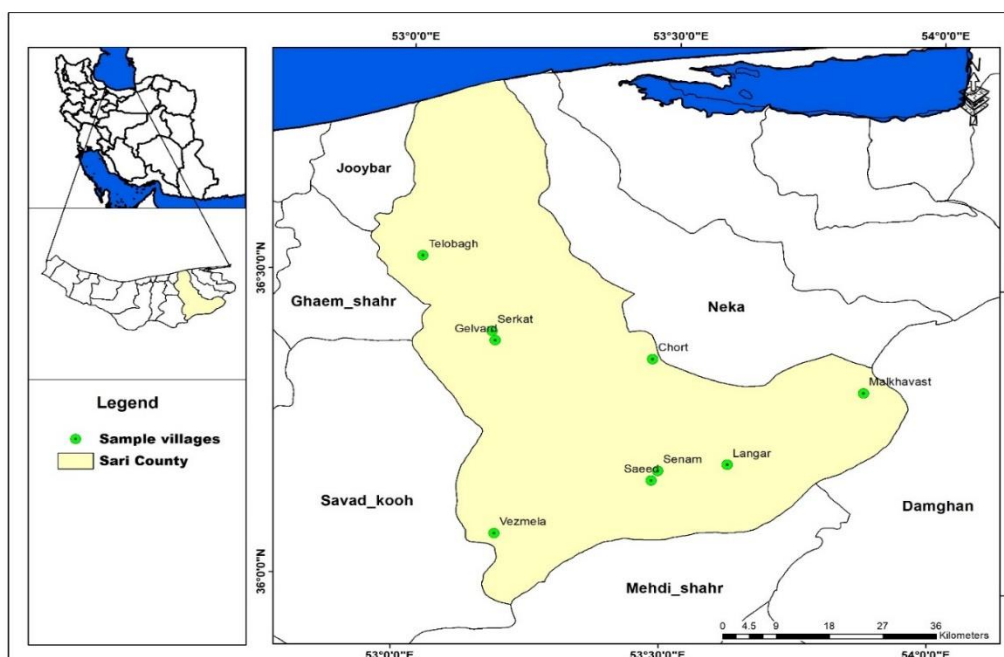 53°0'0"E
53°30'0"E
54°0'0"E
N
Jooybar
Telobagh
36°30'0"N
Ghaem_shahr
Neka
Serkat
Gelvard
Chort
Malkhavast
Legend
Sample villages
Sari County
Senam
Langar
Saeed
Savad_kooh
Damghan
Vezmela
36°0'0"N
Mehdi_shahr
0 4.5 9 18 27 36
Kilometers
53°0'0"E
53°30'0"E
54°0'0"E